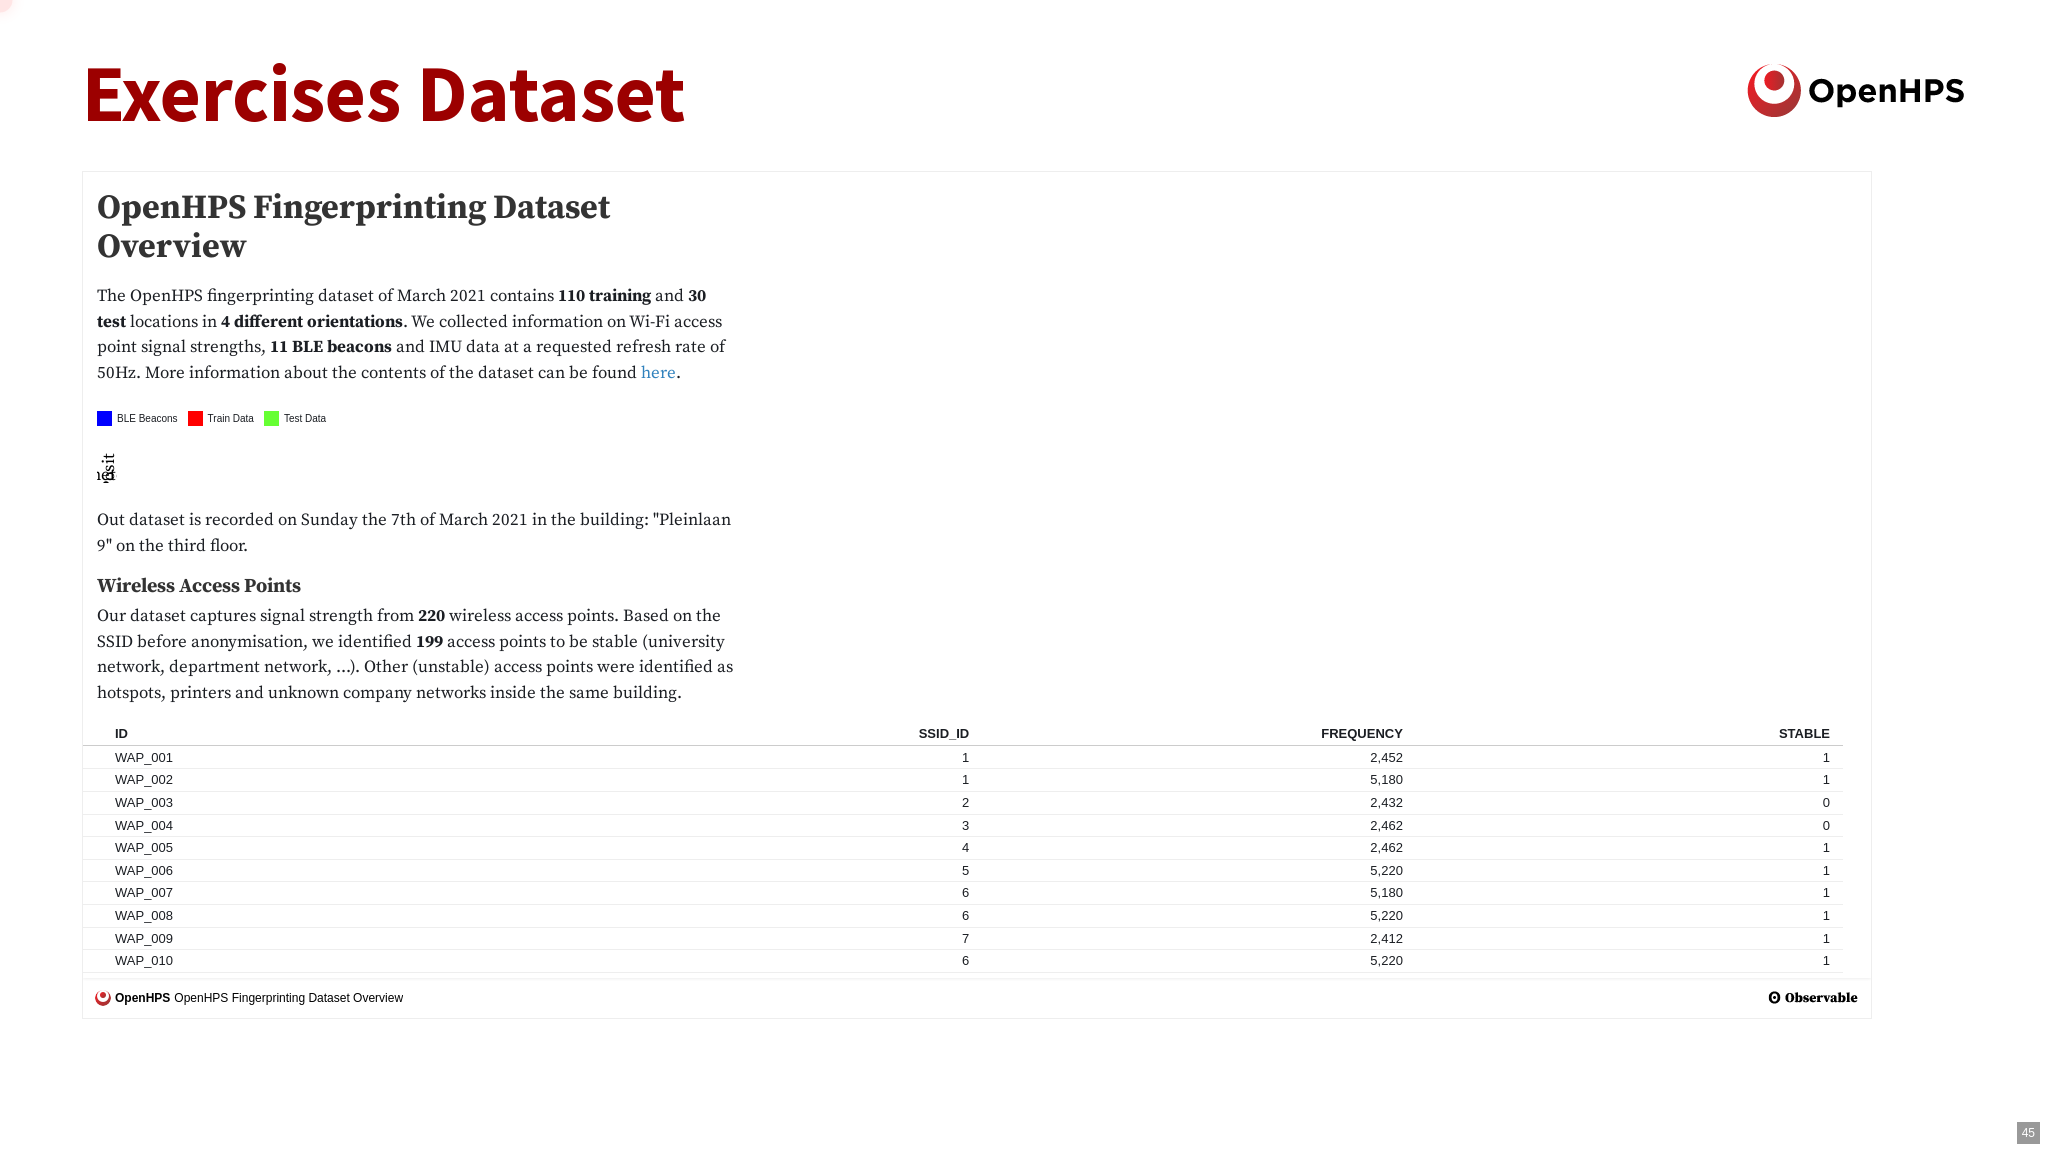 Exercises Dataset
OpenHPS
OpenHPS Fingerprinting Dataset
Overview
The OpenHPS fingerprinting dataset of March 2021 contains 110 training and 30
test locations in 4 different orientations. We collected information on Wi-Fi access
point signal strengths, 11 BLE beacons and IMU data at a requested refresh rate of
50Hz. More information about the contents of the dataset can be found here.
BLE Beacons Train Data Test Data
Out dataset is recorded on Sunday the 7th of March 2021 in the building: "Pleinlaan
9" on the third floor.
Wireless Access Points
Our dataset captures signal strength from 220 wireless access points. Based on the
SSID before anonymisation, we identified 199 access points to be stable (university
network, department network, ...). Other (unstable) access points were identified as
hotspots, printers and unknown company networks inside the same building.
ID SSID_ID FREQUENCY STABLE
WAP_001 1 2,452 1
WAP_002 1 5,180 1
WAP_003 2 2,432 0
WAP_004 3 2,462 0
WAP_005 4 2,462 1
WAP_006 5 5,220 1
WAP_007 6 5,180 1
WAP_008 6 5,220 1
WAP_009 7 2,412 1
WAP_010 6 5,220 1
OpenHPS OpenHPS Fingerprinting Dataset Overview
Observable
45